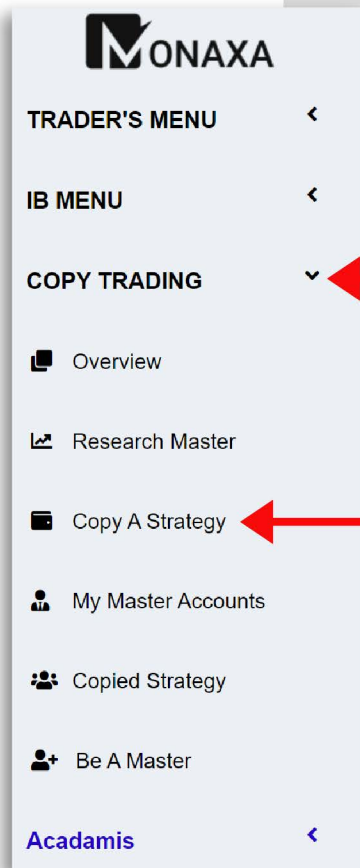 MONAXA
TRADER'S MENU
IB MENU
COPY TRADING
Overview
Research Master
Copy A Strategy
My Master Accounts
Copied Strategy
Be A Master
Acadamis